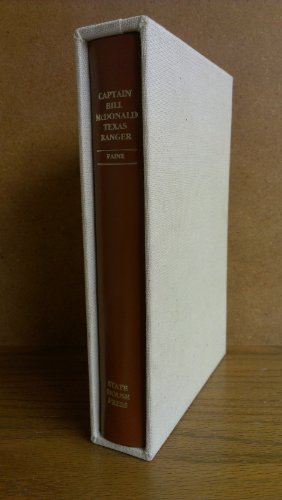 CAPTAIN
BILL
McDONALD
TEXAS
RANGER
PAINE
STATE
HOUSE
PRESS